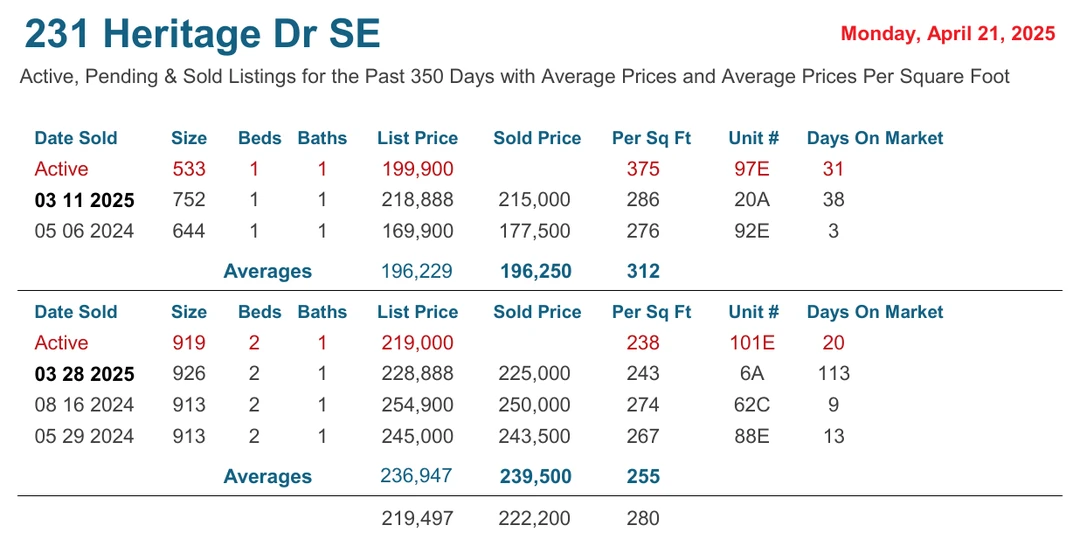 231 Heritage Dr SE
Monday, April 21, 2025
Active, Pending & Sold Listings for the Past 350 Days with Average Prices and Average Prices Per Square Foot
Date Sold Size Beds Baths List Price Sold Price Per Sq Ft Unit # Days On Market
Active 533 1 1 199,900 375 97E 31
03 11 2025 752 1 1 218,888 215,000 286 20A 38
05 06 2024 644 1 1 169,900 177,500 276 92E 3
Averages 196,229 196,250 312
Date Sold Size Beds Baths List Price Sold Price Per Sq Ft Unit # Days On Market
Active 919 2 1 219,000 238 101E 20
03 28 2025 926 2 1 228,888 225,000 243 6A 113
08 16 2024 913 2 1 254,900 250,000 274 62C 9
05 29 2024 913 2 1 245,000 243,500 267 88E 13
Averages 236,947 239,500 255
219,497 222,200 280